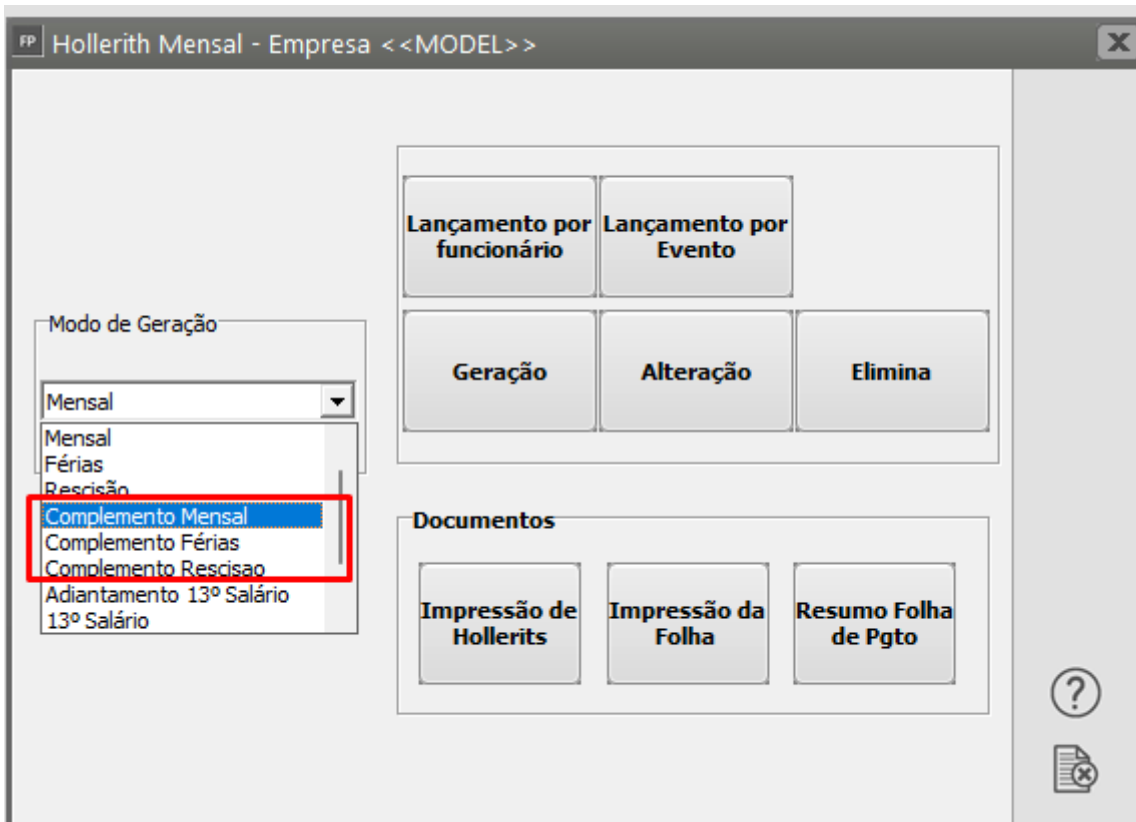 FP Hollerith Mensal - Empresa <<MODEL>>
Lançamento por
funcionário
Lançamento por
Evento
Modo de Geração
Geração
Alteração
Elimina
Mensal
Mensal
Férias
Rescisão
Complemento Mensal
Complemento Férias
Complemento Rescisao
Adiantamento 13º Salário
13º Salário
Documentos
Impressão de
Hollerits
Impressão da
Folha
Resumo Folha
de Pgto